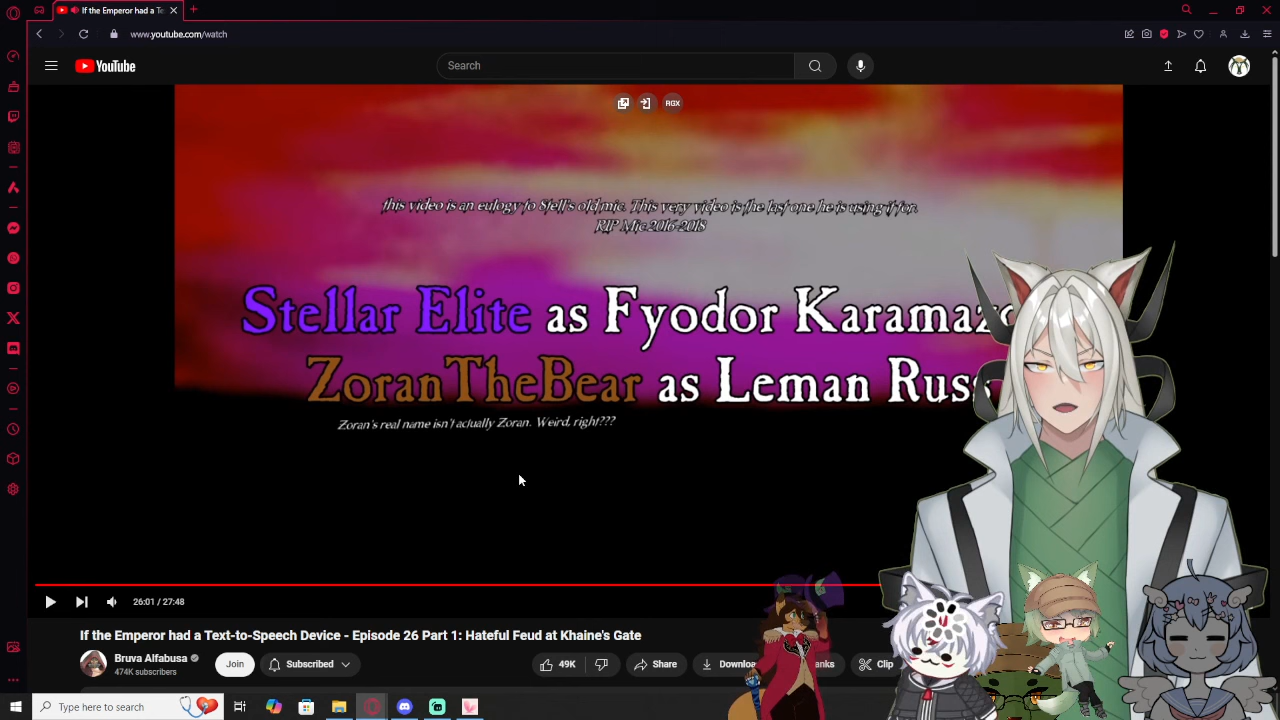 If the Emperor had a Te
www.youtube.com/watch
YouTube
Search
RGX
this video is an eulogy to Stell's old mic. This very video is the last one he is using it for.
RIP Mic 2016-2018
Stellar Elite as Fyodor Karamazo
ZoranTheBear as Leman Russ
Zoran's real name isn't actually Zoran. Weird, right???
26:01 / 27:48
If the Emperor had a Text-to-Speech Device - Episode 26 Part 1: Hateful Feud at Khaine's Gate
Bruva Alfabusa
474K subscribers
Join
Subscribed
49K
Share
Downloa
anks
Clip
Type here to search